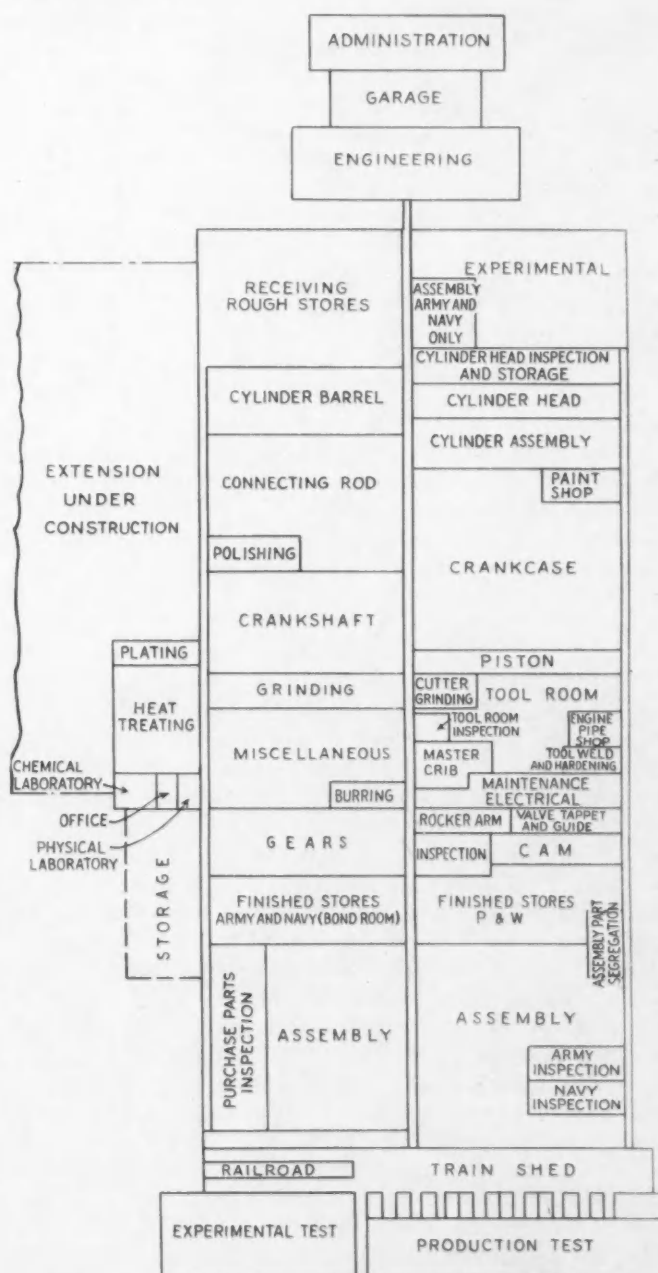 ADMINISTRATION
GARAGE
ENGINEERING
RECEIVING
ROUGH STORES
EXPERIMENTAL
ASSEMBLY
ARMY AND
NAVY
ONLY
CYLINDER HEAD INSPECTION
AND STORAGE
CYLINDER BARREL
CYLINDER HEAD
CYLINDER ASSEMBLY
EXTENSION
UNDER
CONSTRUCTION
CONNECTING ROD
PAINT
SHOP
POLISHING
CRANKCASE
CRANKSHAFT
PLATING
PISTON
HEAT
TREATING
GRINDING
CUTTER
GRINDING
TOOL ROOM
MISCELLANEOUS
TOOL ROOM
INSPECTION
ENGINE
PIPE
SHOP
MASTER
CRIB
TOOL WELD
AND HARDENING
CHEMICAL
LABORATORY
BURRING
MAINTENANCE
ELECTRICAL
OFFICE
PHYSICAL
LABORATORY
GEARS
ROCKER ARM
VALVE TAPPET
AND GUIDE
INSPECTION
CAM
STORAGE
FINISHED STORES
ARMY AND NAVY (BOND ROOM)
FINISHED STORES
P & W
ASSEMBLY PART
SEGREGATION
PURCHASE PARTS
INSPECTION
ASSEMBLY
ASSEMBLY
ARMY
INSPECTION
NAVY
INSPECTION
RAILROAD
TRAIN SHED
EXPERIMENTAL TEST
PRODUCTION TEST